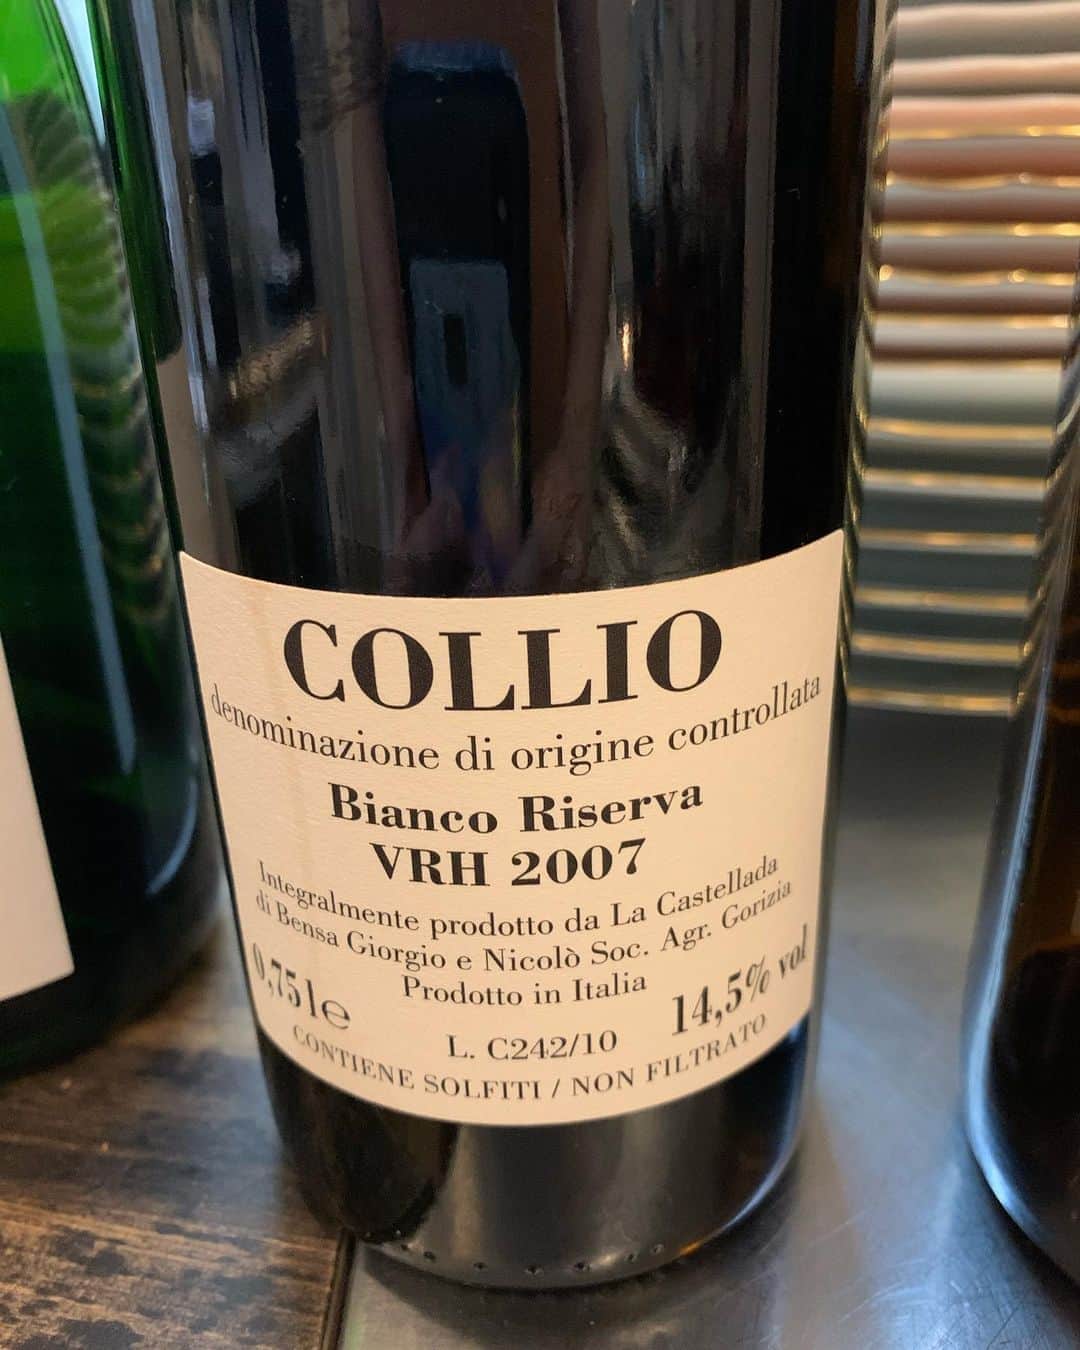 COLLIO
denominazione di origine controllata
Bianco Riserva
VRH 2007
Integralmente prodotto da La Castellada
di Bensa Giorgio e Nicolò Soc. Agr. Gorizia
Prodotto in Italia
0,75 l e 14,5% vol
L. C242/10
CONTIENE SOLFITI / NON FILTRATO